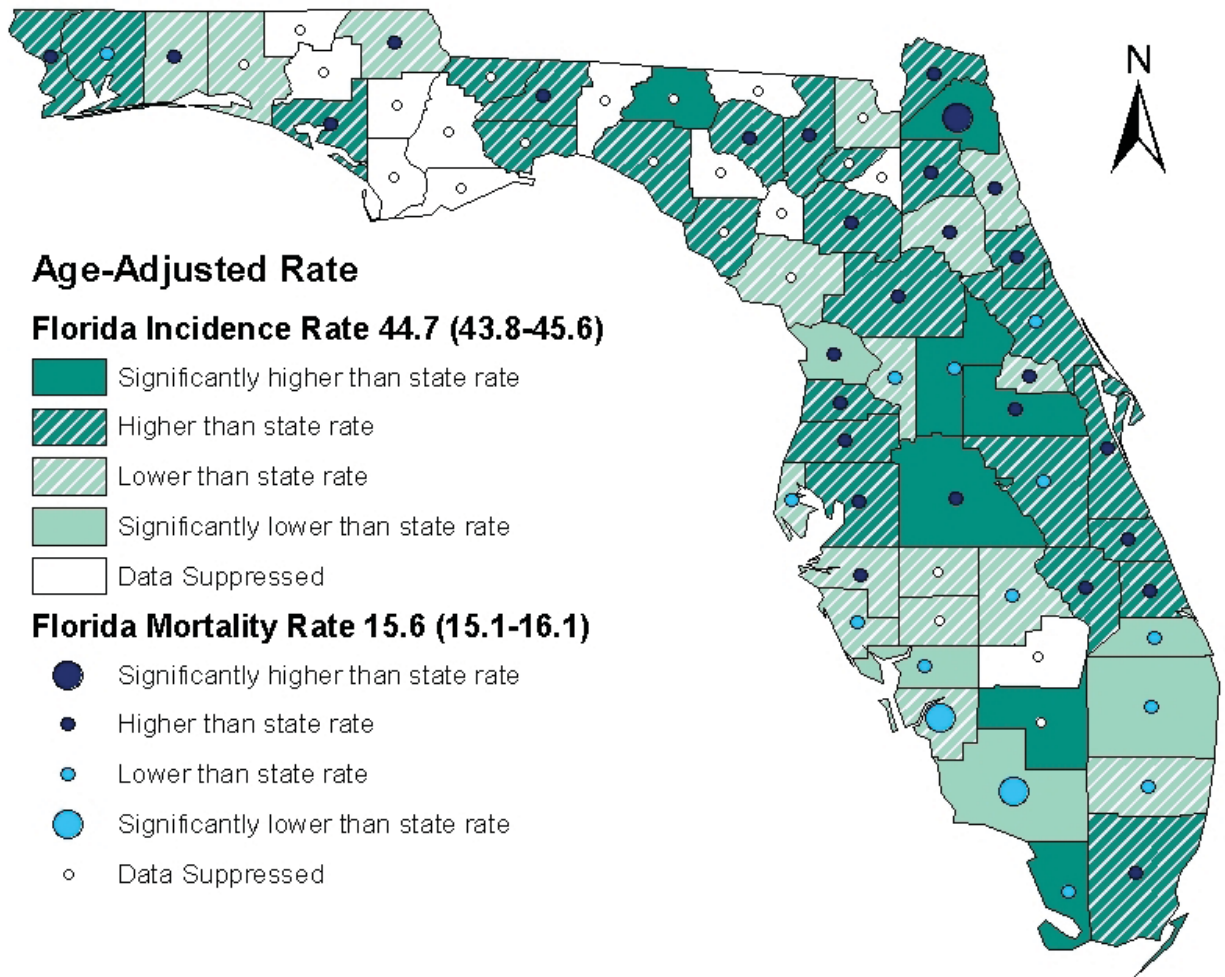 N
Age-Adjusted Rate
Florida Incidence Rate 44.7 (43.8-45.6)
Significantly higher than state rate
Higher than state rate
Lower than state rate
Significantly lower than state rate
Data Suppressed
Florida Mortality Rate 15.6 (15.1-16.1)
Significantly higher than state rate
Higher than state rate
Lower than state rate
Significantly lower than state rate
Data Suppressed